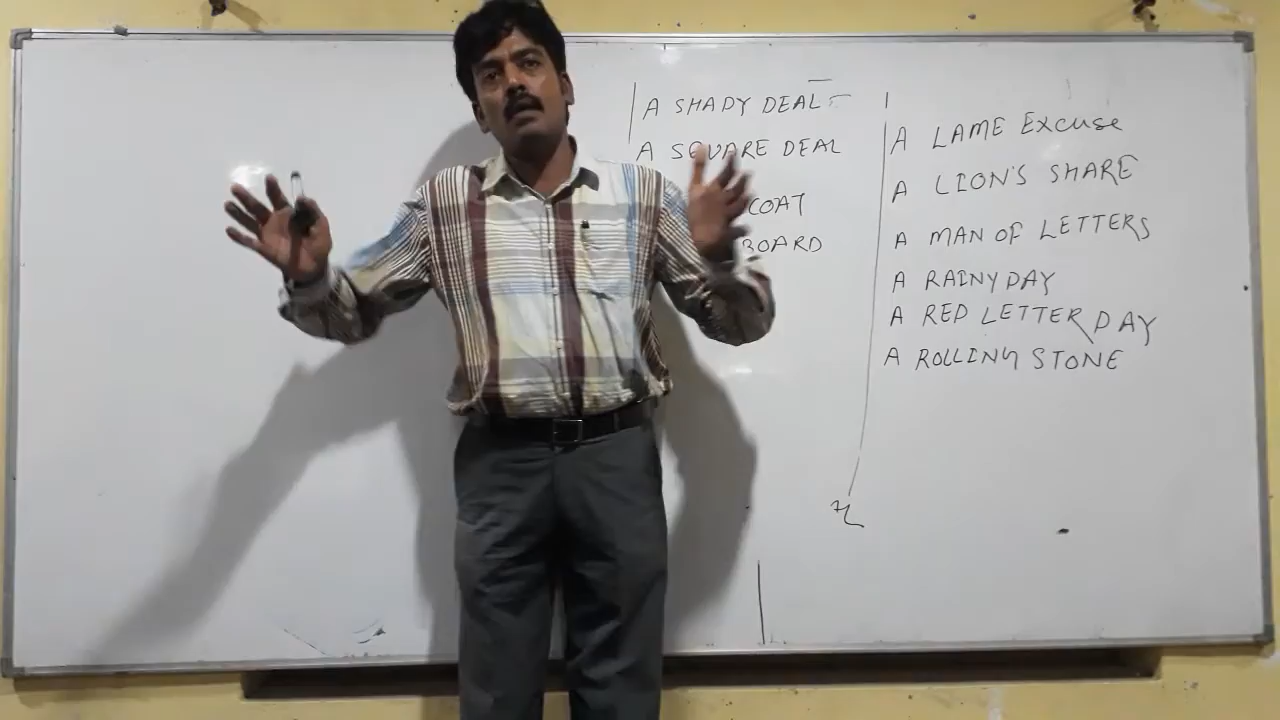 A SHADY DEAL
A SQUARE DEAL
COAT
BOARD
A LAME EXCUSE
A LION'S SHARE
A MAN OF LETTERS
A RAINY DAY
A RED LETTER DAY
A ROLLING STONE